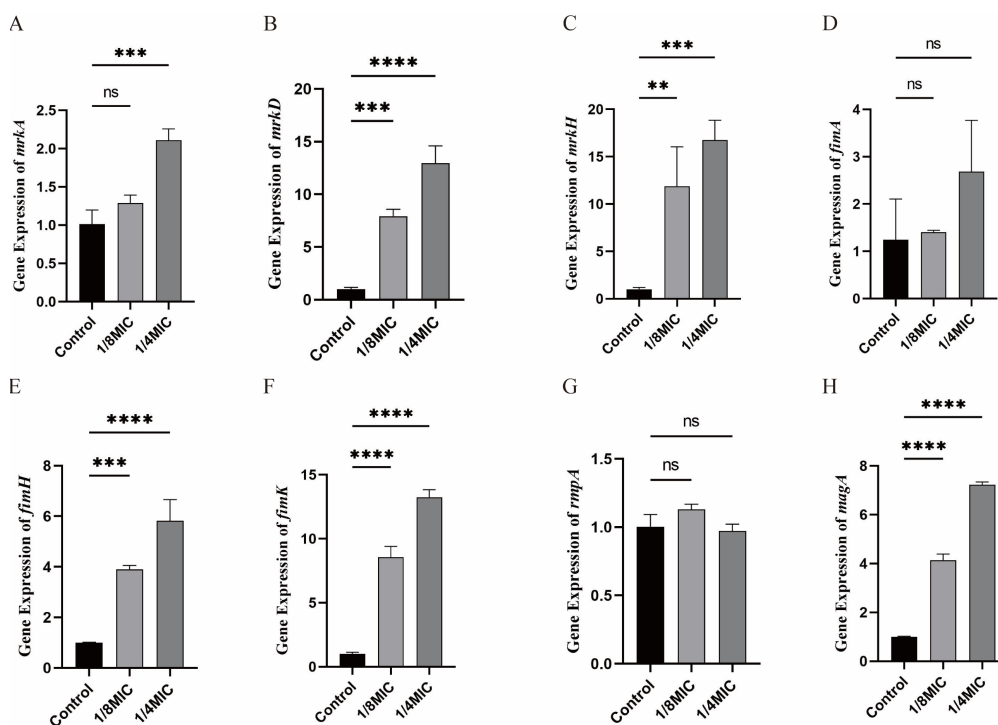 A
***
ns
2.5
2.0
1.5
1.0
0.5
0.0
Gene Expression of mrkA
Control
1/8MIC
1/4MIC
B
****
***
20
15
10
5
0
Gene Expression of mrkD
Control
1/8MIC
1/4MIC
C
***
**
20
15
10
5
0
Gene Expression of mrkH
Control
1/8MIC
1/4MIC
D
ns
ns
4
3
2
1
0
Gene Expression of fimA
Control
1/8MIC
1/4MIC
E
****
***
8
6
4
2
0
Gene Expression of fimH
Control
1/8MIC
1/4MIC
F
****
****
15
10
5
0
Gene Expression of fimK
Control
1/8MIC
1/4MIC
G
ns
ns
1.5
1.0
0.5
0.0
Gene Expression of rmpA
Control
1/8MIC
1/4MIC
H
****
****
8
6
4
2
0
Gene Expression of magA
Control
1/8MIC
1/4MIC